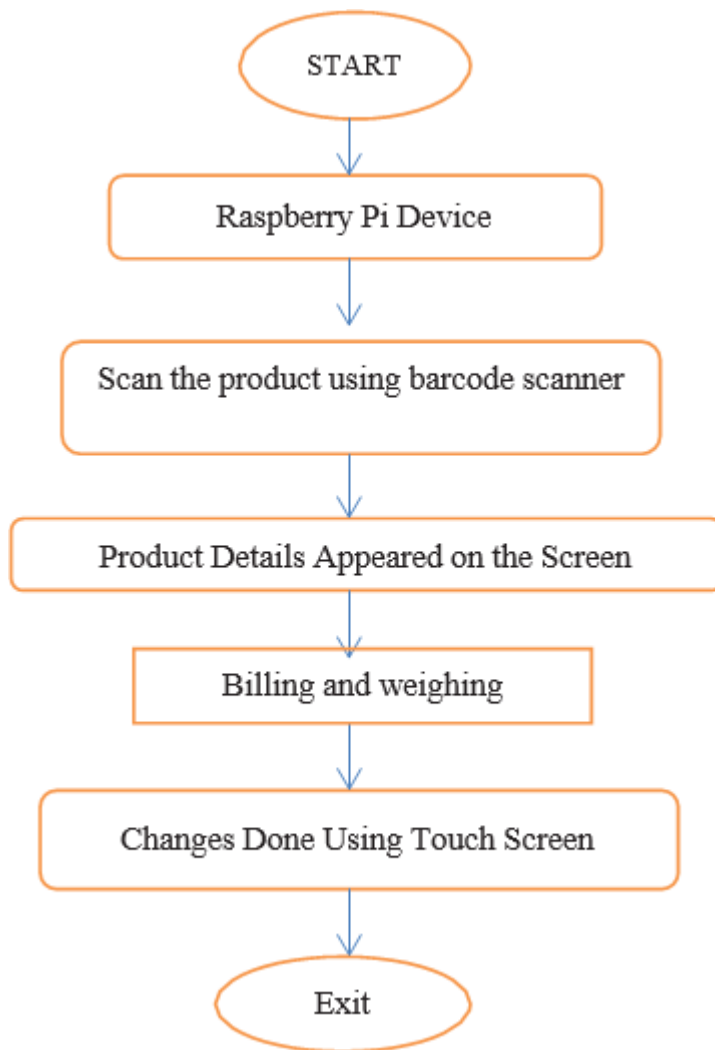 START
Raspberry Pi Device
Scan the product using barcode scanner
Product Details Appeared on the Screen
Billing and weighing
Changes Done Using Touch Screen
Exit